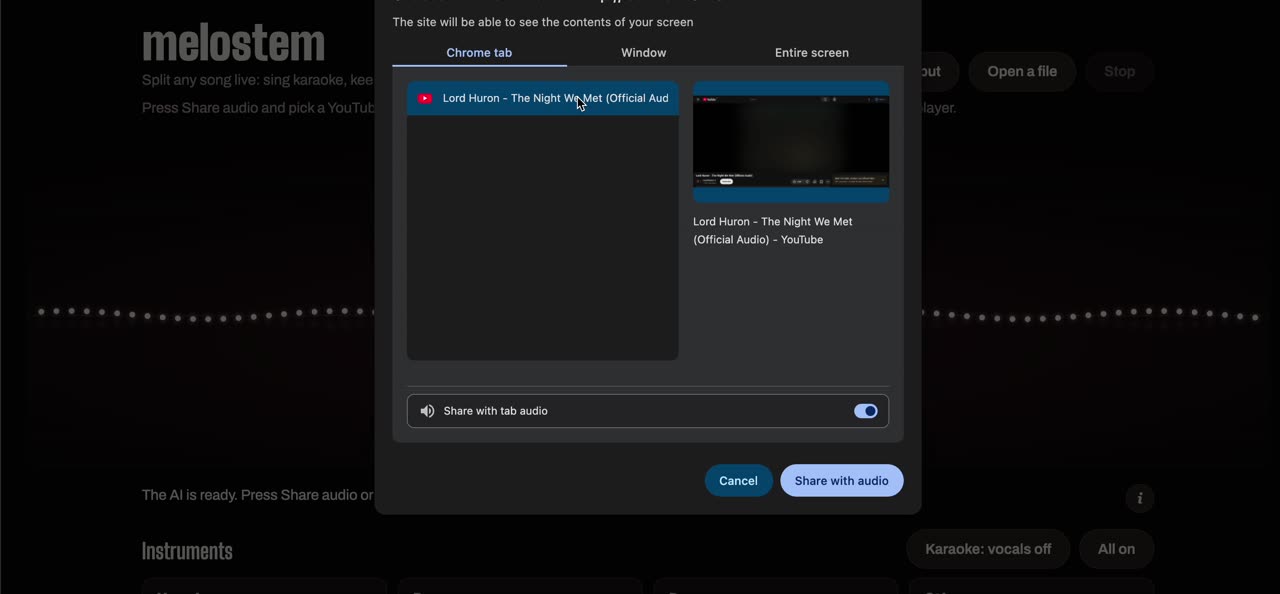 melostem
The site will be able to see the contents of your screen
Chrome tab
Window
Entire screen
Split any song live: sing karaoke, kee
Open a file
Stop
Press Share audio and pick a YouTub
Lord Huron - The Night We Met (Official Aud
Lord Huron - The Night We Met
(Official Audio) - YouTube
Share with tab audio
Cancel
Share with audio
The AI is ready. Press Share audio or
i
Instruments
Karaoke: vocals off
All on